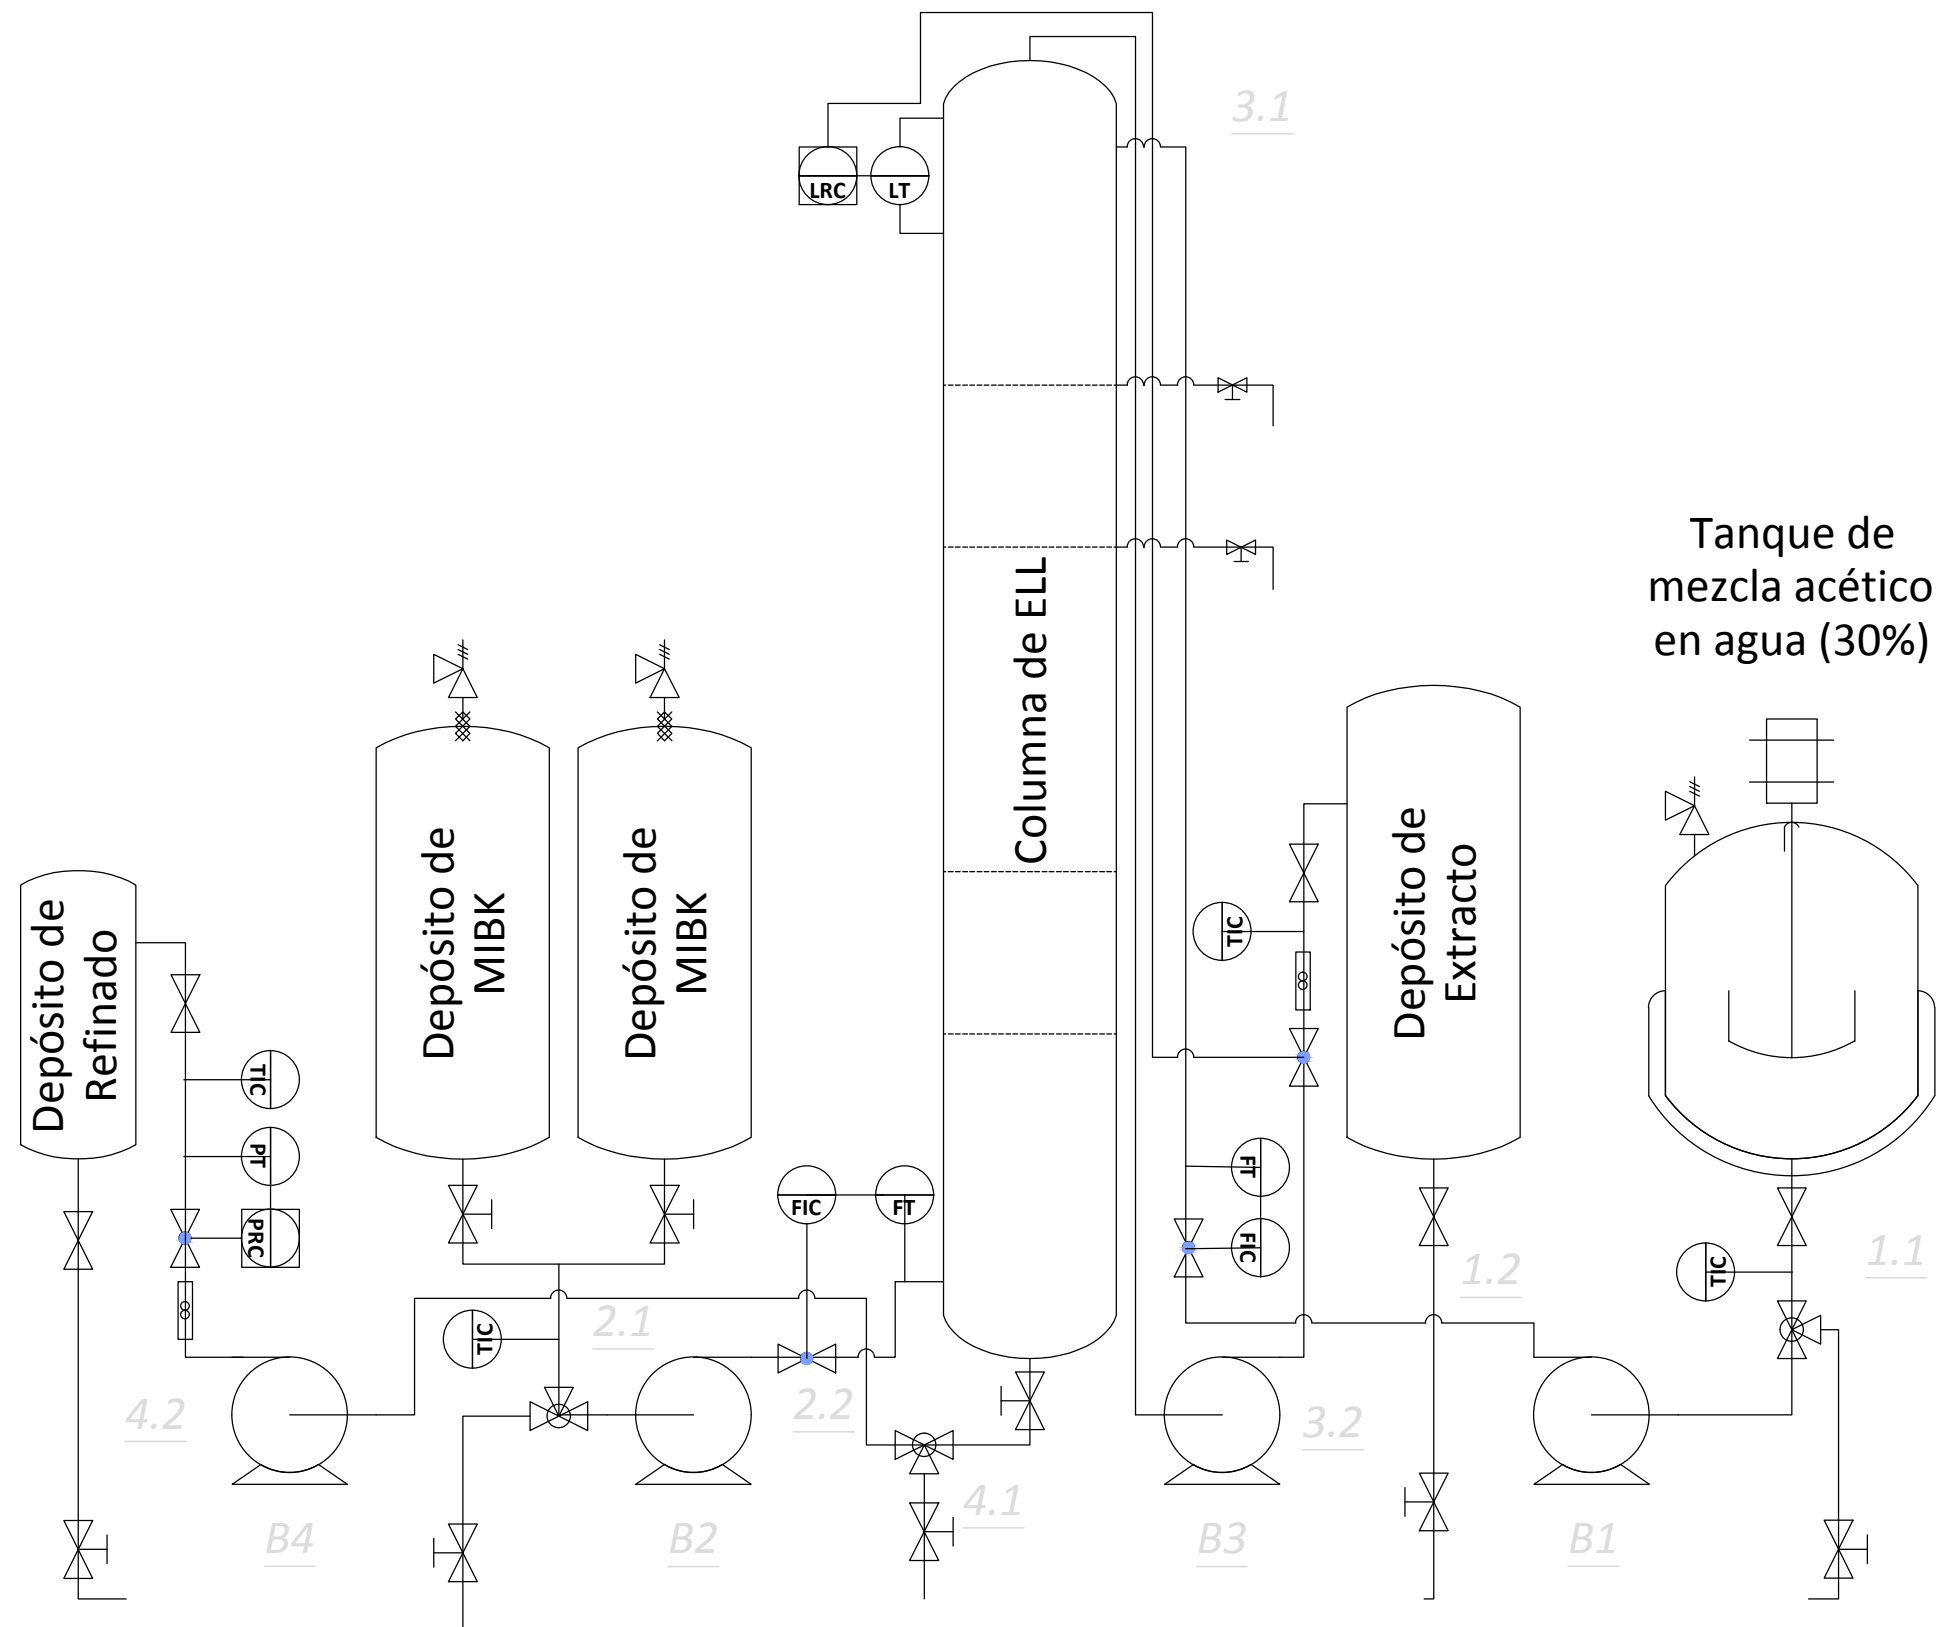 3.1
LRC
LT
Tanque de
mezcla acético
en agua (30%)
Columna de ELL
Depósito de
MIBK
Depósito de
MIBK
Depósito de
Extracto
Depósito de
Refinado
TIC
TIC
PT
PRC
FIC
FT
FT
FIC
TIC
1.1
1.2
2.1
TIC
2.2
4.2
3.2
4.1
B4
B2
B3
B1